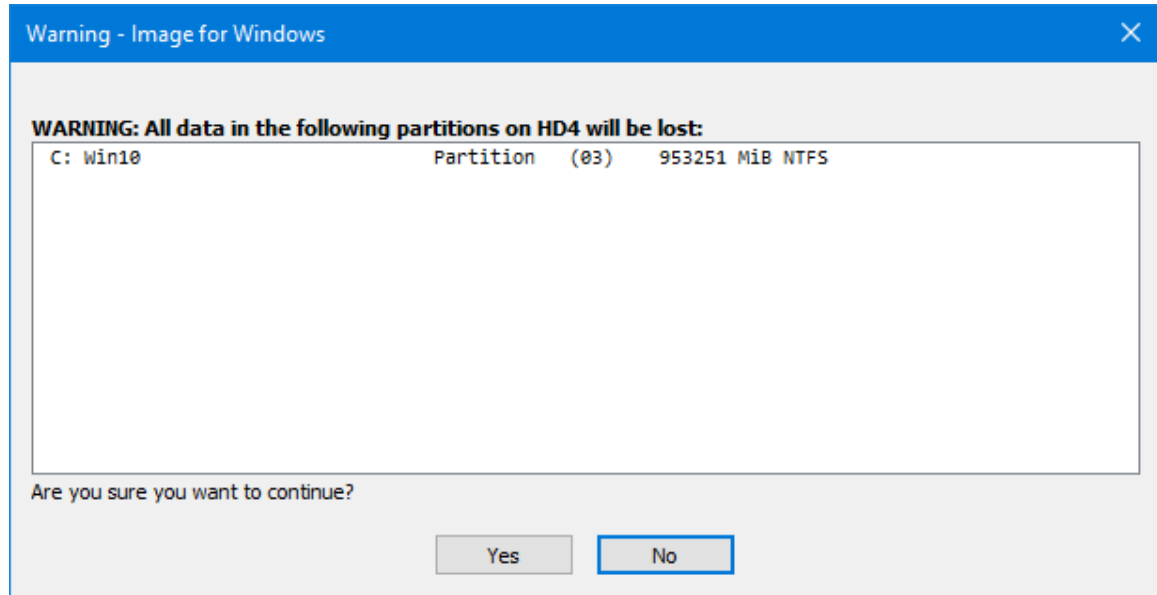 Warning - Image for Windows
WARNING: All data in the following partitions on HD4 will be lost:
C: Win10 Partition (03) 953251 MiB NTFS
Are you sure you want to continue?
Yes No